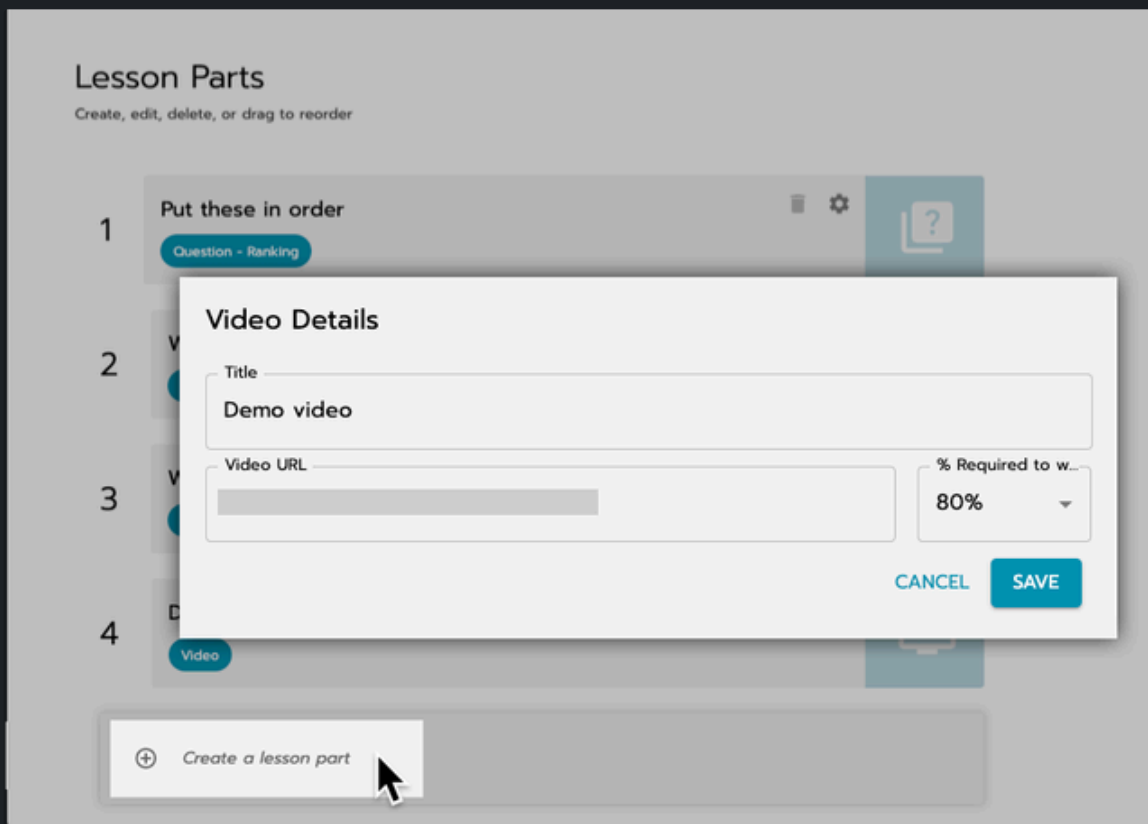 Lesson Parts
Create, edit, delete, or drag to reorder
1
Put these in order
Question - Ranking
2
Video Details
Title
Demo video
3
Video URL
% Required to w...
80%
CANCEL
SAVE
4
Video
Create a lesson part